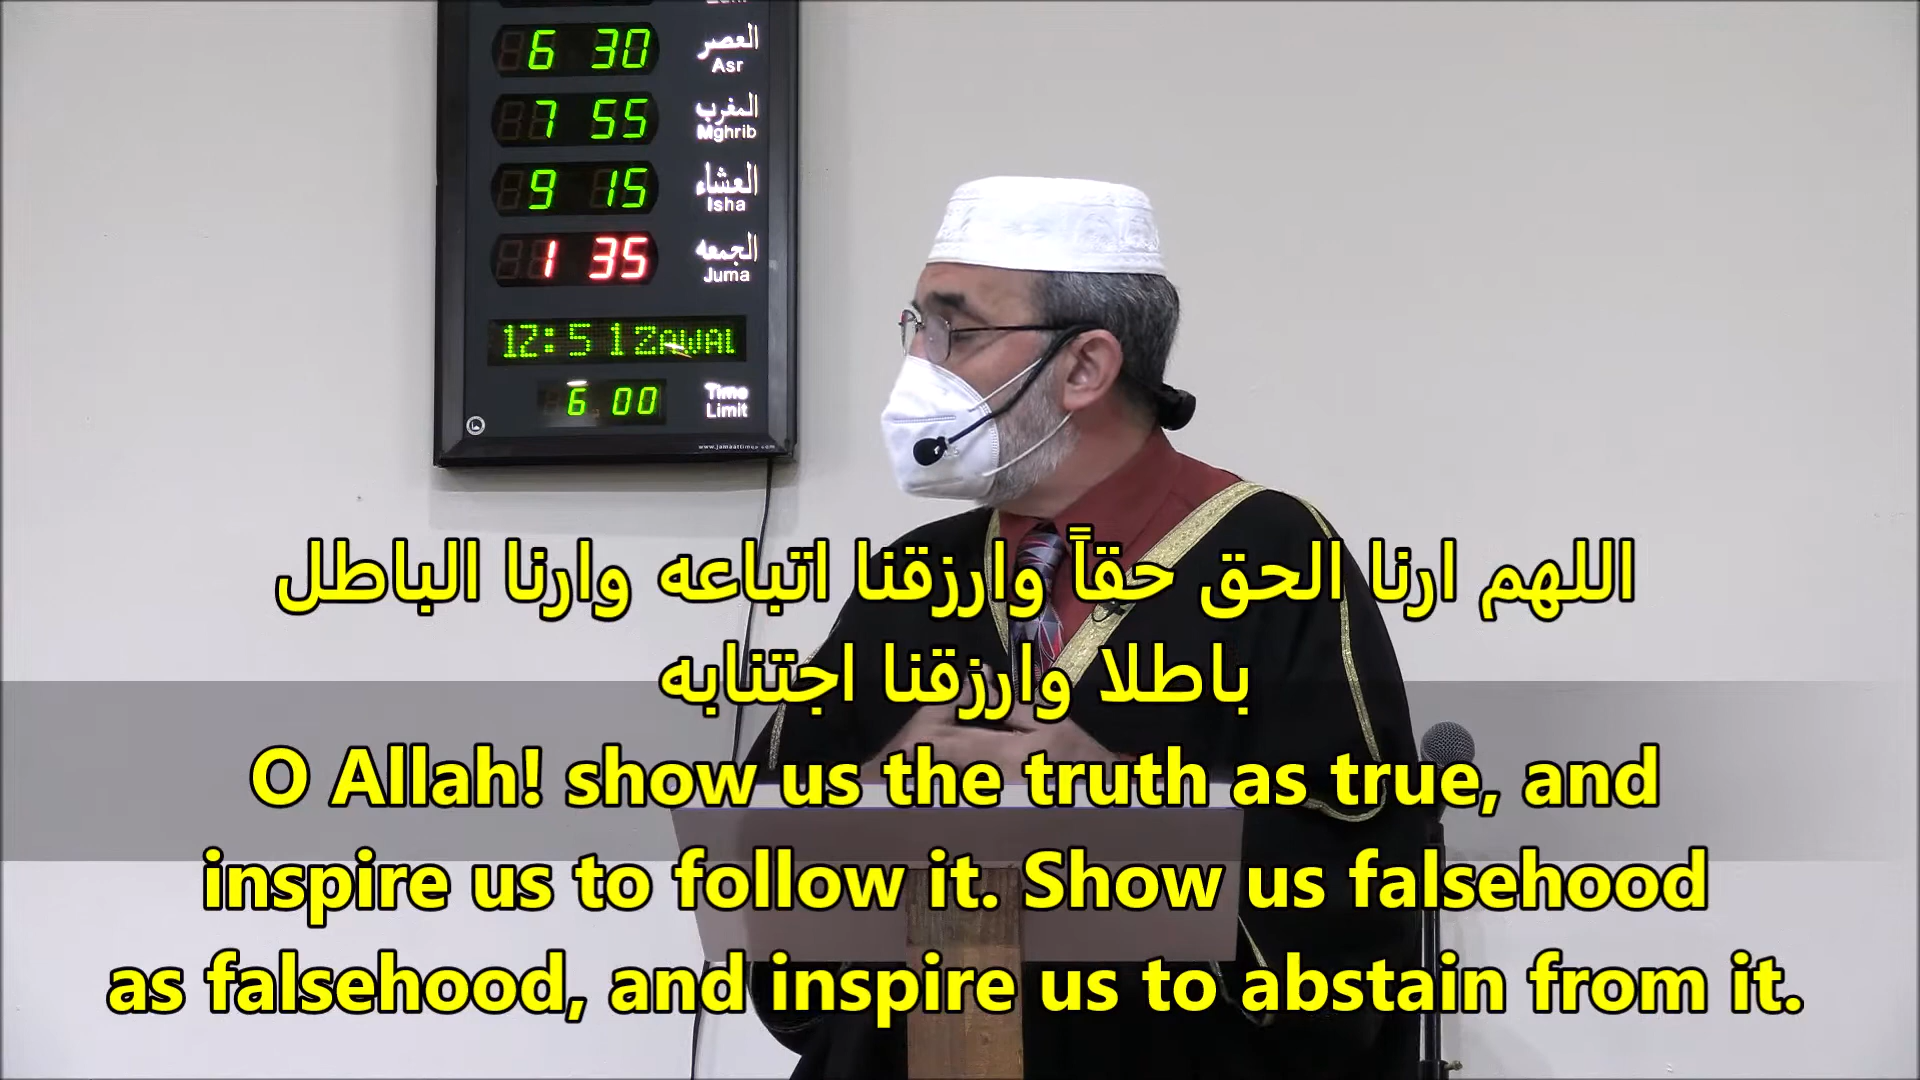 6 30 العصر
Asr
7 55 المغرب
Mghrib
9 15 العشاء
Isha
1 35 الجمعه
Juma
12:51 ZAWAL
6 00 Time
Limit
www.jamaattimes.com
اللهم ارنا الحق حقاً وارزقنا اتباعه وارنا الباطل
باطلا وارزقنا اجتنابه
O Allah! show us the truth as true, and
inspire us to follow it. Show us falsehood
as falsehood, and inspire us to abstain from it.